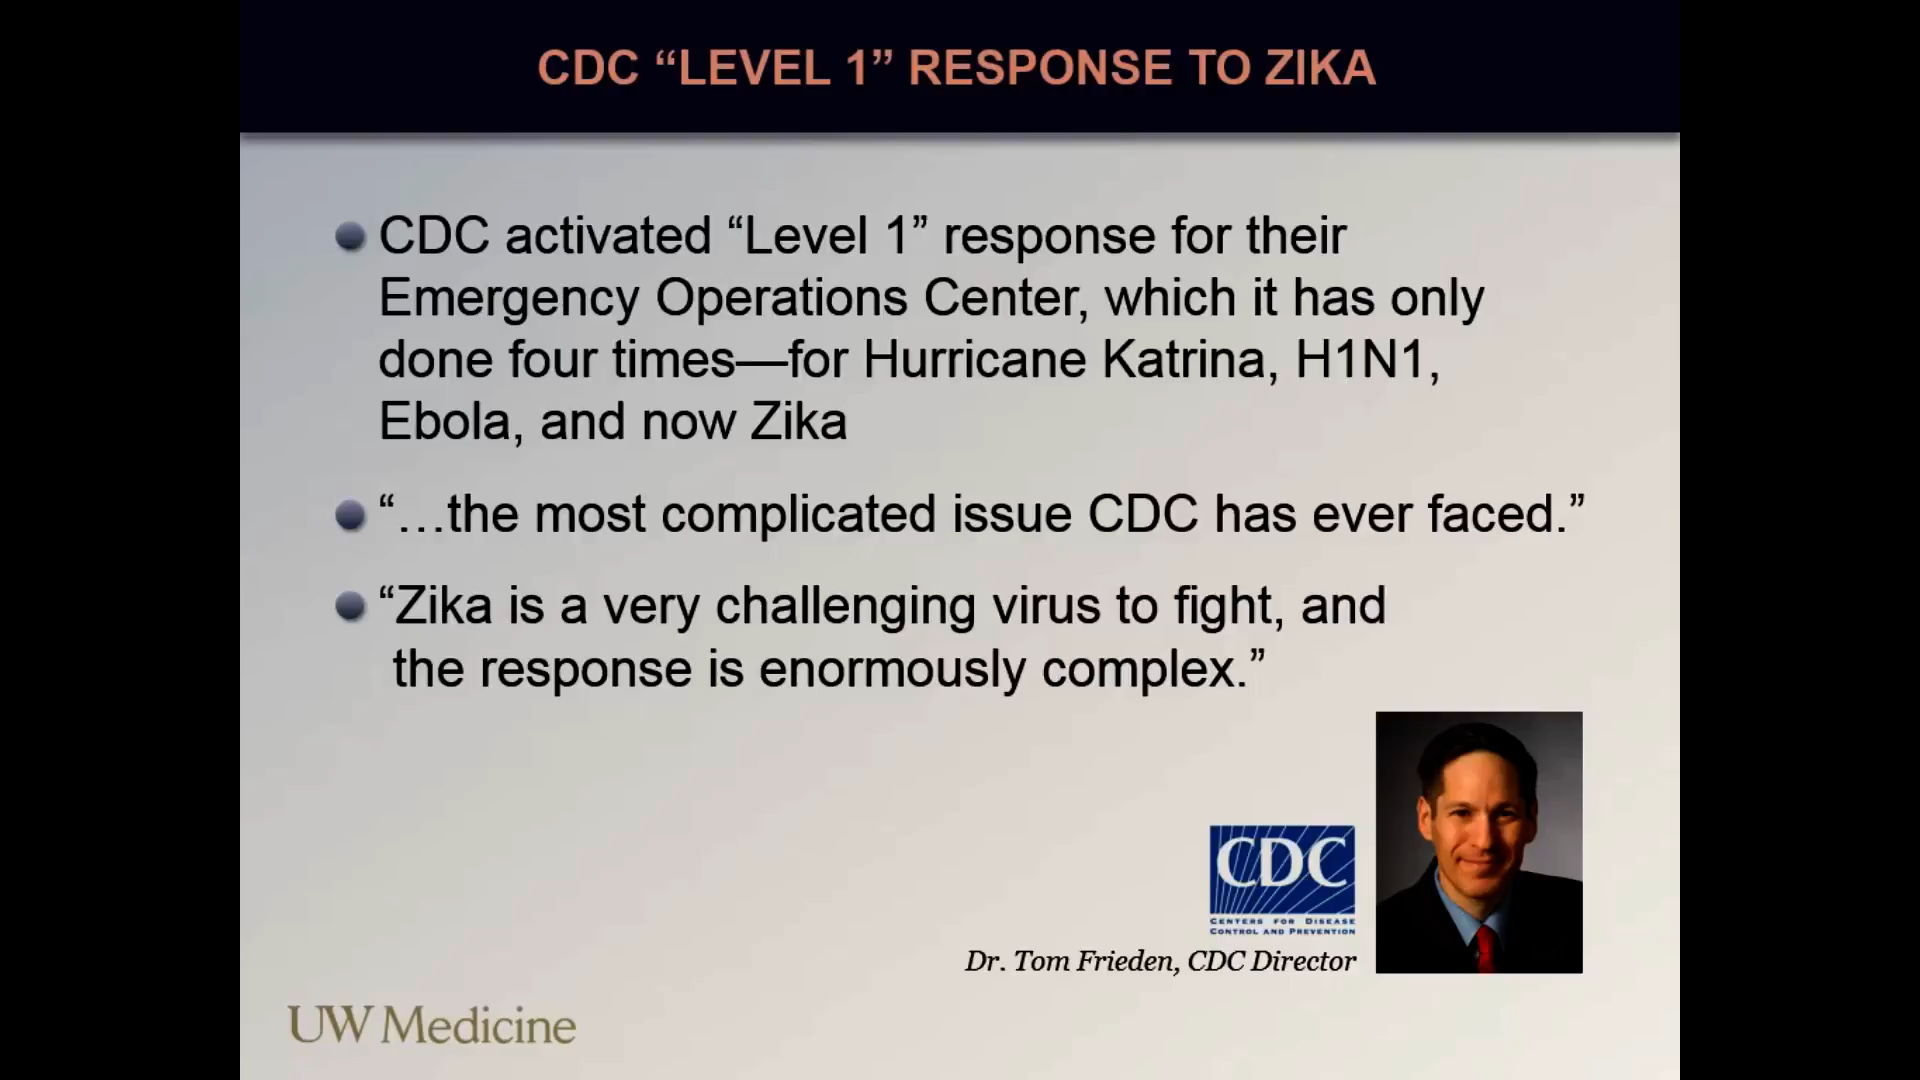 CDC “LEVEL 1” RESPONSE TO ZIKA
CDC activated “Level 1” response for their
Emergency Operations Center, which it has only
done four times—for Hurricane Katrina, H1N1,
Ebola, and now Zika
“…the most complicated issue CDC has ever faced.”
“Zika is a very challenging virus to fight, and
the response is enormously complex.”
CDC
CENTERS FOR DISEASE
CONTROL AND PREVENTION
Dr. Tom Frieden, CDC Director
UW Medicine